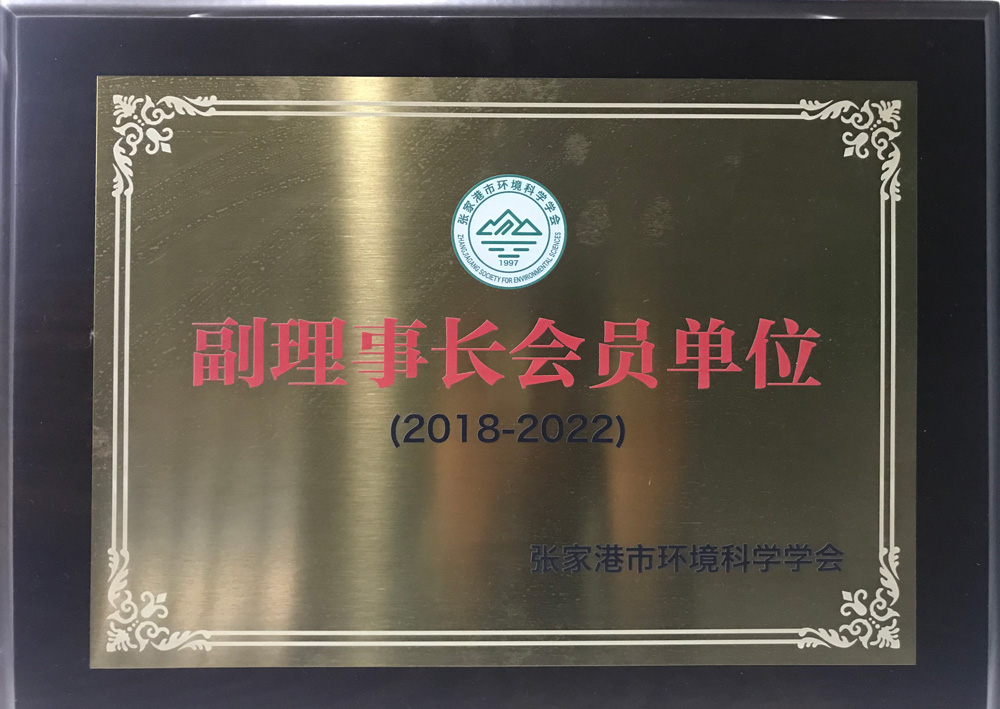 张家港市环境科学学会
ZHANGJIAGANG SOCIETY FOR ENVIRONMENTAL SCIENCES
1997
副理事长会员单位
(2018-2022)
张家港市环境科学学会